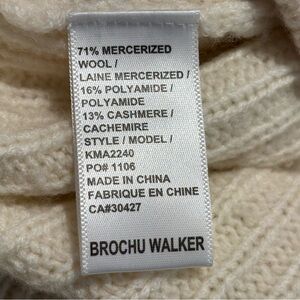 71% MERCERIZED
WOOL /
LAINE MERCERIZED /
16% POLYAMIDE /
POLYAMIDE
13% CASHMERE /
CACHEMIRE
STYLE / MODEL /
KMA2240
PO# 1106
MADE IN CHINA
FABRIQUE EN CHINE
CA#30427
BROCHU WALKER